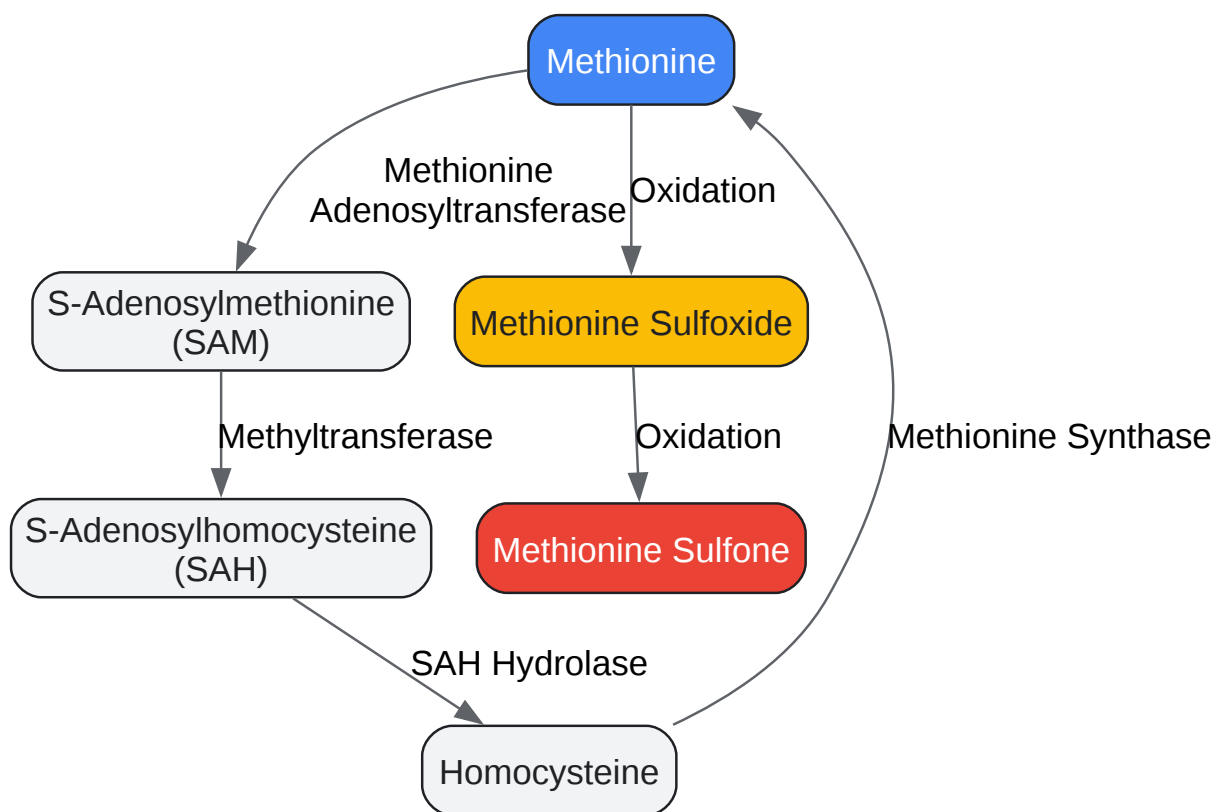 Methionine
Methionine
Adenosyltransferase
Oxidation
S-Adenosylmethionine
(SAM)
Methionine Sulfoxide
Methyltransferase
Oxidation
Methionine Synthase
S-Adenosylhomocysteine
(SAH)
Methionine Sulfone
SAH Hydrolase
Homocysteine